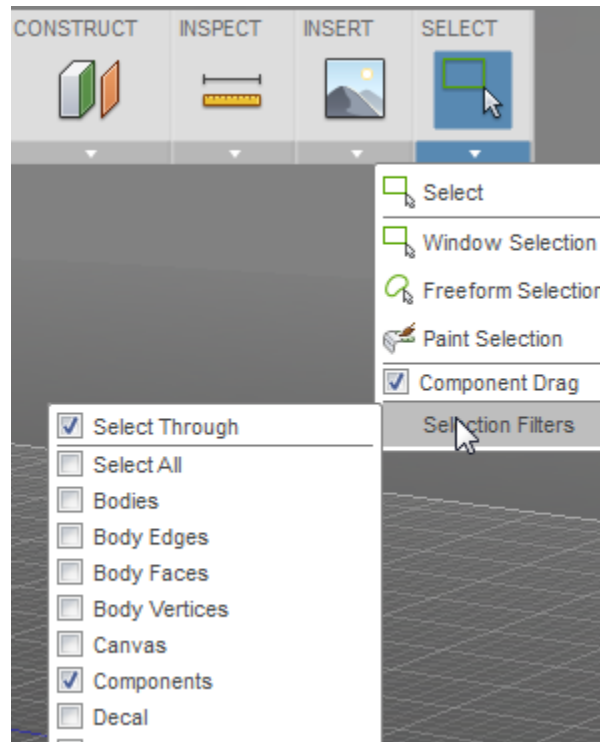 CONSTRUCT INSPECT INSERT SELECT
Select
Window Selection
Freeform Selection
Paint Selection
Component Drag
Selection Filters
Select Through
Select All
Bodies
Body Edges
Body Faces
Body Vertices
Canvas
Components
Decal